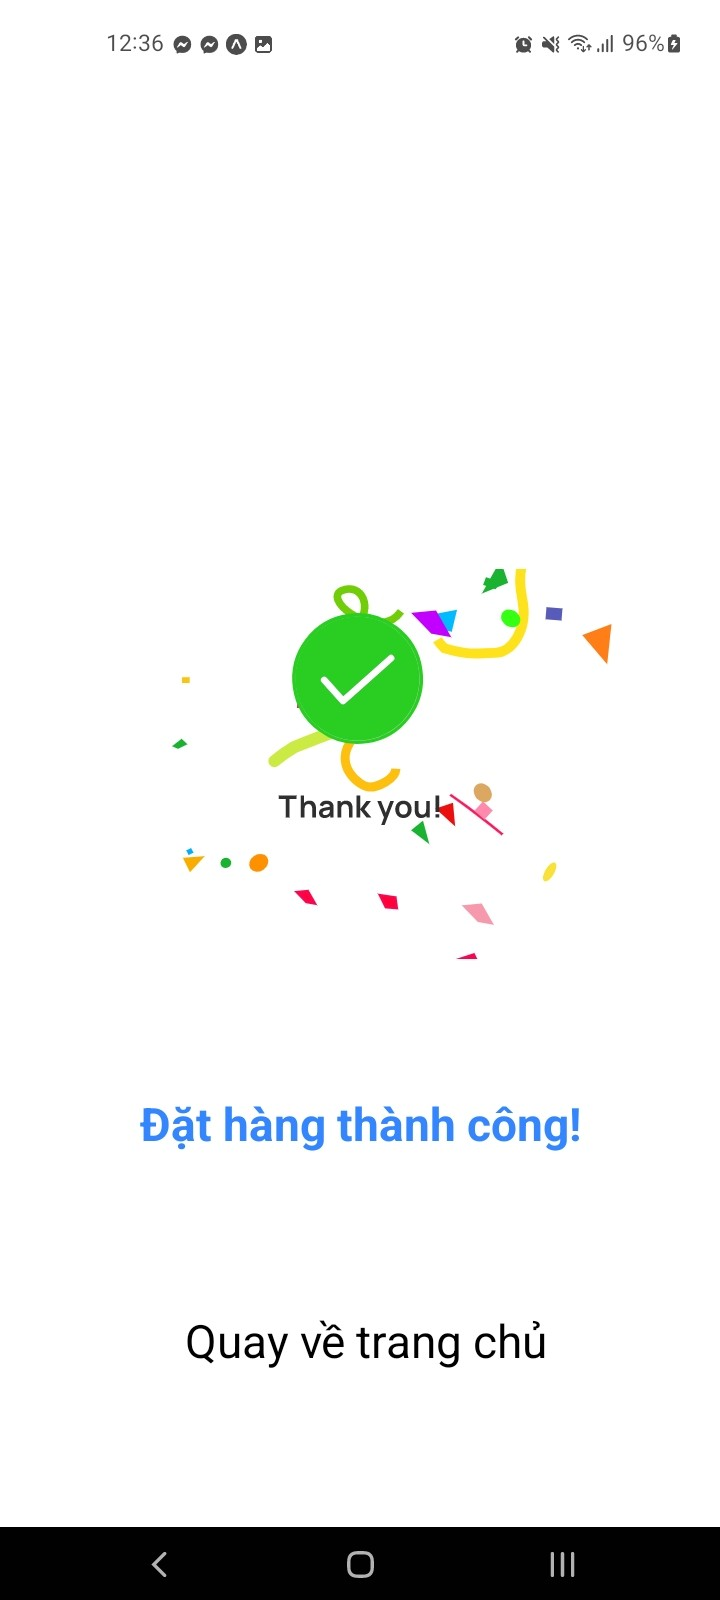 12:36
96%
Thank you!
Đặt hàng thành công!
Quay về trang chủ